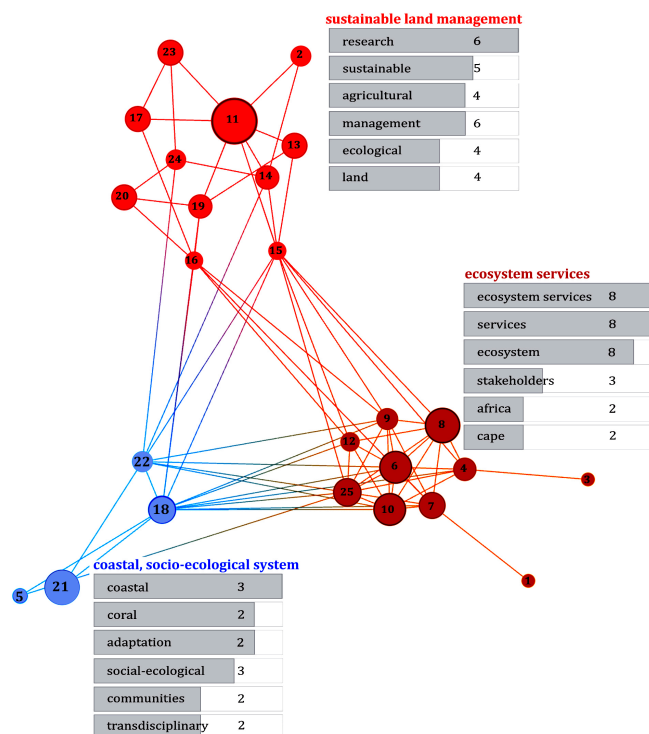 sustainable land management
research 6
sustainable 5
agricultural 4
management 6
ecological 4
land 4
23
2
11
17
13
24
14
20
19
16
15
ecosystem services
ecosystem services 8
services 8
ecosystem 8
stakeholders 3
africa 2
cape 2
9
8
12
22
6
4
3
25
18
10
7
1
21
5
coastal, socio-ecological system
coastal 3
coral 2
adaptation 2
social-ecological 3
communities 2
transdisciplinary 2